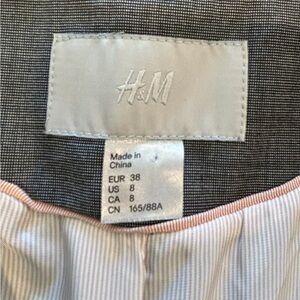 H&M
Made in
China
EUR 38
US 8
CA 8
CN 165/88A